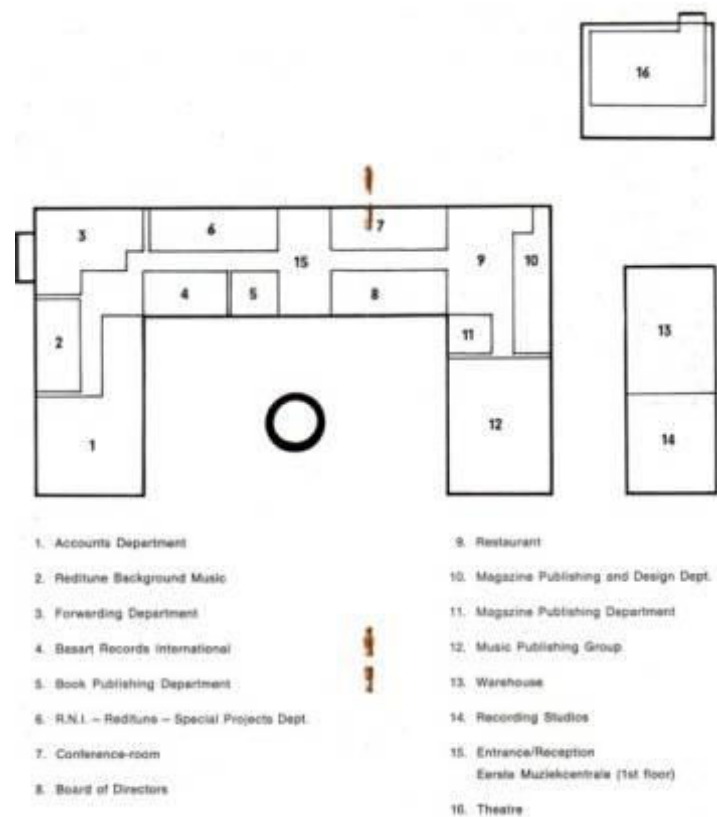 16
3
6
7
15
9
10
4
5
8
2
11
13
1
12
14
1. Accounts Department
2. Reditune Background Music
3. Forwarding Department
4. Basart Records International
5. Book Publishing Department
6. R.N.I. – Reditune – Special Projects Dept.
7. Conference-room
8. Board of Directors
9. Restaurant
10. Magazine Publishing and Design Dept.
11. Magazine Publishing Department
12. Music Publishing Group
13. Warehouse
14. Recording Studios
15. Entrance/Reception
Eerste Muziekcentrale (1st floor)
16. Theatre